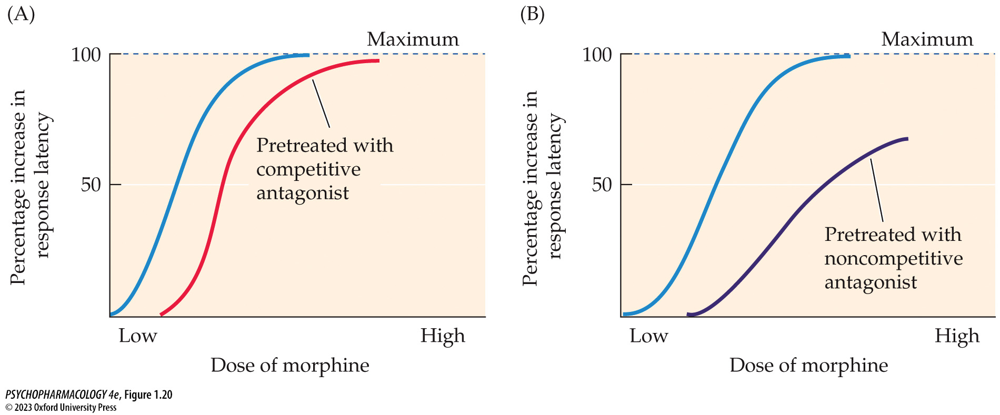 (A)
Maximum
100
50
Percentage increase in
response latency
Pretreated with
competitive
antagonist
Low
High
Dose of morphine
(B)
Maximum
100
50
Percentage increase in
response latency
Pretreated with
noncompetitive
antagonist
Low
High
Dose of morphine
PSYCHOPHARMACOLOGY 4e, Figure 1.20
© 2023 Oxford University Press